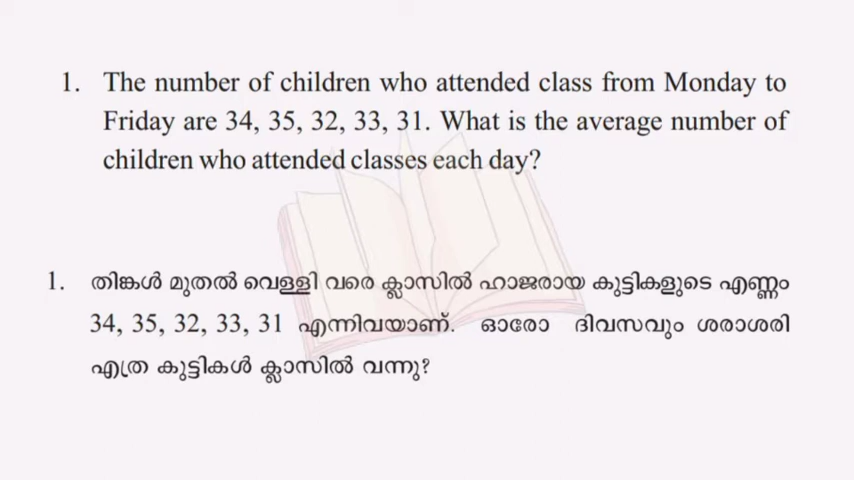 1. The number of children who attended class from Monday to
Friday are 34, 35, 32, 33, 31. What is the average number of
children who attended classes each day?
1. തിങ്കൾ മുതൽ വെള്ളി വരെ ക്ലാസിൽ ഹാജരായ കുട്ടികളുടെ എണ്ണം
34, 35, 32, 33, 31 എന്നിവയാണ്. ഓരോ ദിവസവും ശരാശരി
എത്ര കുട്ടികൾ ക്ലാസിൽ വന്നു?